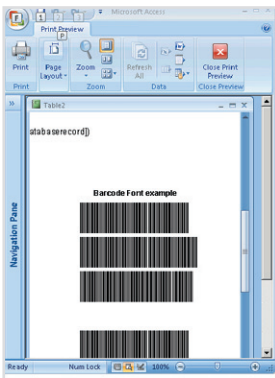 Microsoft Access
Print Preview
P
Print
Page
Layout
Zoom
Refresh
All
Close Print
Preview
Print
Zoom
Data
Close Preview
»
Table2
atabaserecord])
Barcode Font example
Navigation Pane
Ready
Num Lock
100%